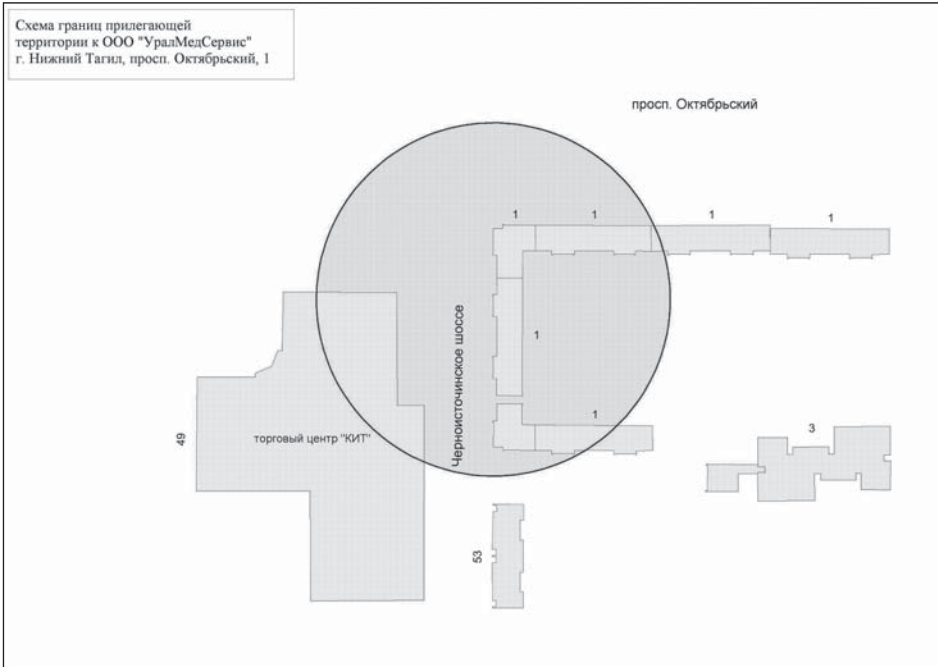 Схема границ прилегающей
территории к ООО "УралМедСервис"
г. Нижний Тагил, просп. Октябрьский, 1
просп. Октябрьский
1
1
1
1
1
Черноисточинское шоссе
1
3
49
торговый центр "КИТ"
53